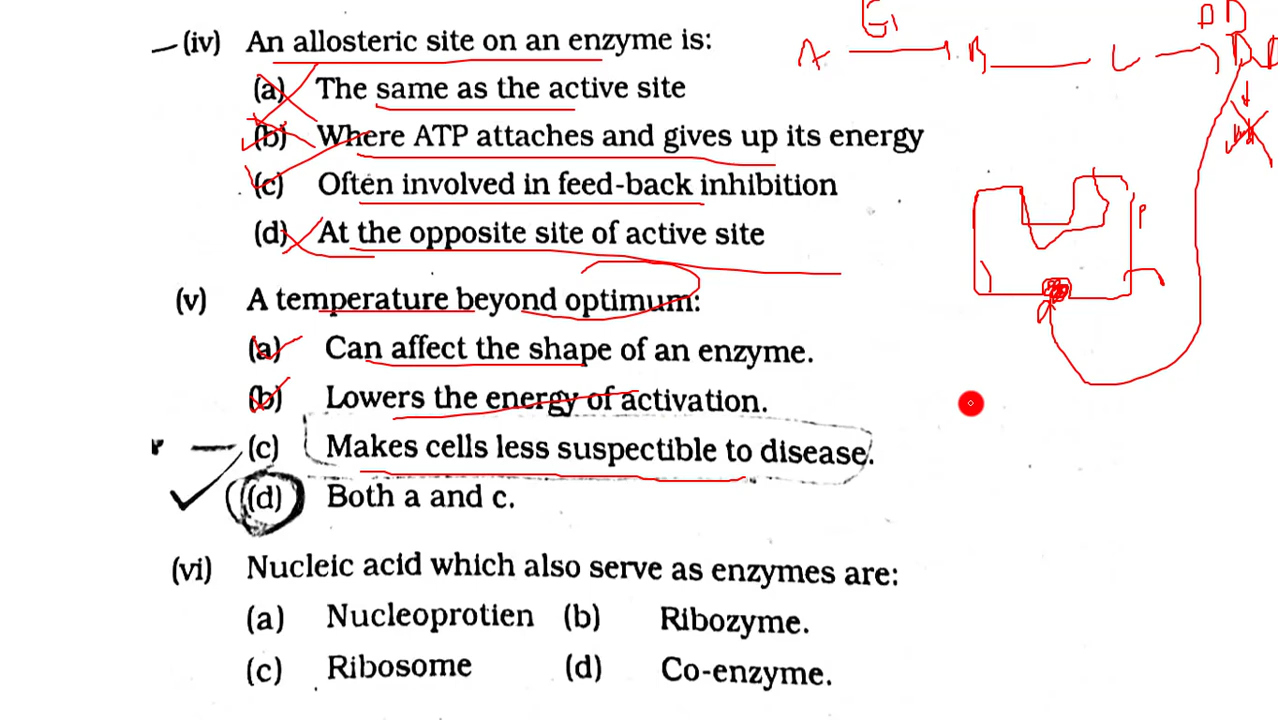 A E1 B C D D
(iv) An allosteric site on an enzyme is:
(a) The same as the active site
(b) Where ATP attaches and gives up its energy
(c) Often involved in feed-back inhibition
(d) At the opposite site of active site
(v) A temperature beyond optimum:
(a) Can affect the shape of an enzyme.
(b) Lowers the energy of activation.
(c) Makes cells less suspectible to disease.
(d) Both a and c.
(vi) Nucleic acid which also serve as enzymes are:
(a) Nucleoprotien (b) Ribozyme.
(c) Ribosome (d) Co-enzyme.